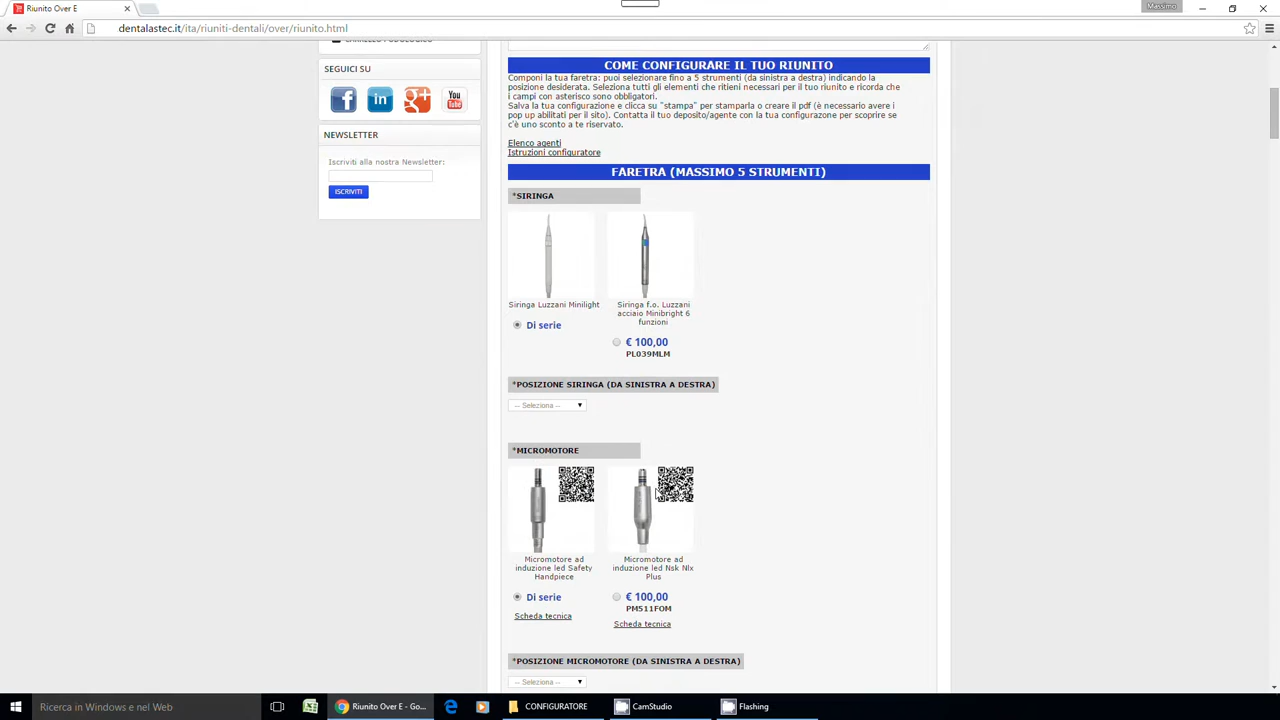 Riunito Over E
Massimo
dentalastec.it/ita/riuniti-dentali/over/riunito.html
SEGUICI SU
You
Tube
NEWSLETTER
Iscriviti alla nostra Newsletter:
ISCRIVITI
COME CONFIGURARE IL TUO RIUNITO
Componi la tua faretra: puoi selezionare fino a 5 strumenti (da sinistra a destra) indicando la
posizione desiderata. Seleziona tutti gli elementi che ritieni necessari per il tuo riunito e ricorda che
i campi con asterisco sono obbligatori.
Salva la tua configurazione e clicca su "stampa" per stamparla o creare il pdf (è necessario avere i
pop up abilitati per il sito). Contatta il tuo deposito/agente con la tua configurazone per scoprire se
c'è uno sconto a te riservato.
Elenco agenti
Istruzioni configuratore
FARETRA (MASSIMO 5 STRUMENTI)
*SIRINGA
Siringa Luzzani Minilight
Di serie
Siringa f.o. Luzzani
acciaio Minibright 6
funzioni
€ 100,00
PL039MLM
*POSIZIONE SIRINGA (DA SINISTRA A DESTRA)
-- Seleziona --
*MICROMOTORE
Micromotore ad
induzione led Safety
Handpiece
Di serie
Scheda tecnica
Micromotore ad
induzione led Nsk Nlx
Plus
€ 100,00
PM511FOM
Scheda tecnica
*POSIZIONE MICROMOTORE (DA SINISTRA A DESTRA)
-- Seleziona --
Ricerca in Windows e nel Web
Riunito Over E - Go...
CONFIGURATORE
CamStudio
Flashing